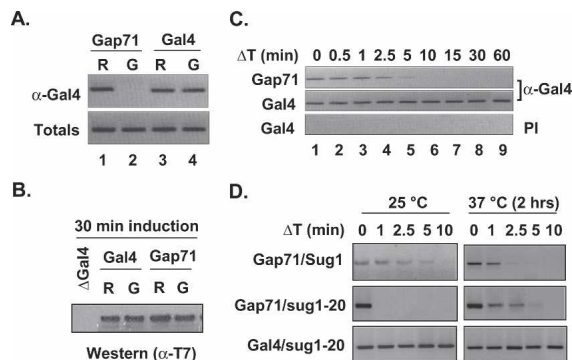 A.
Gap71 Gal4
R G R G
α-Gal4
Totals
1 2 3 4
B.
30 min induction
ΔGal4
Gal4 Gap71
R G R G
Western (α-T7)
C.
ΔT (min) 0 0.5 1 2.5 5 10 15 30 60
Gap71
Gal4
α-Gal4
Gal4 PI
1 2 3 4 5 6 7 8 9
D.
25 °C 37 °C (2 hrs)
ΔT (min) 0 1 2.5 5 10 0 1 2.5 5 10
Gap71/Sug1
Gap71/sug1-20
Gal4/sug1-20